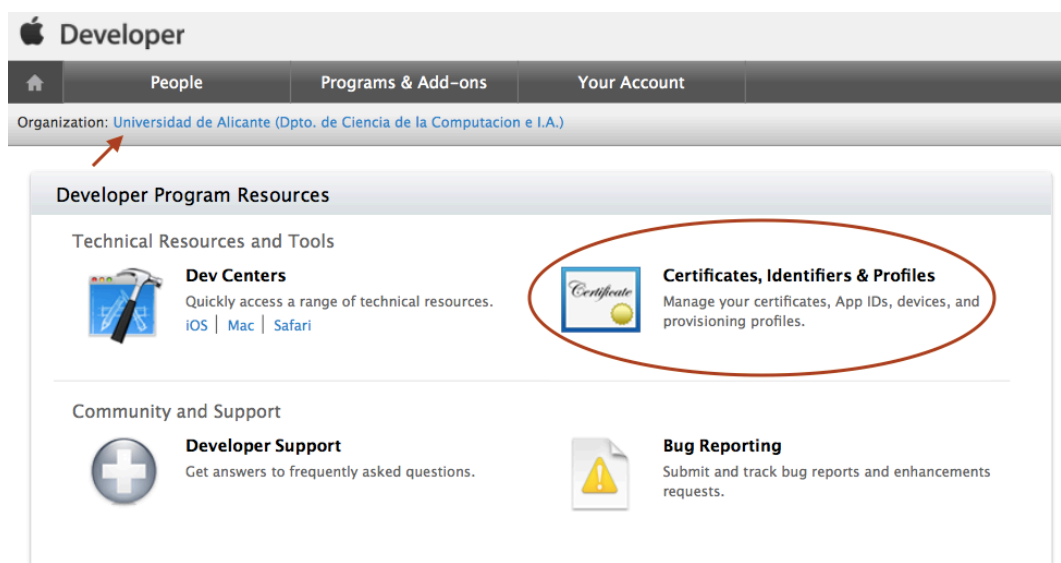 Developer
People Programs & Add-ons Your Account
Organization: Universidad de Alicante (Dpto. de Ciencia de la Computacion e I.A.)
Developer Program Resources
Technical Resources and Tools
Dev Centers
Quickly access a range of technical resources.
iOS | Mac | Safari
Certificate
Certificates, Identifiers & Profiles
Manage your certificates, App IDs, devices, and
provisioning profiles.
Community and Support
Developer Support
Get answers to frequently asked questions.
Bug Reporting
Submit and track bug reports and enhancements
requests.